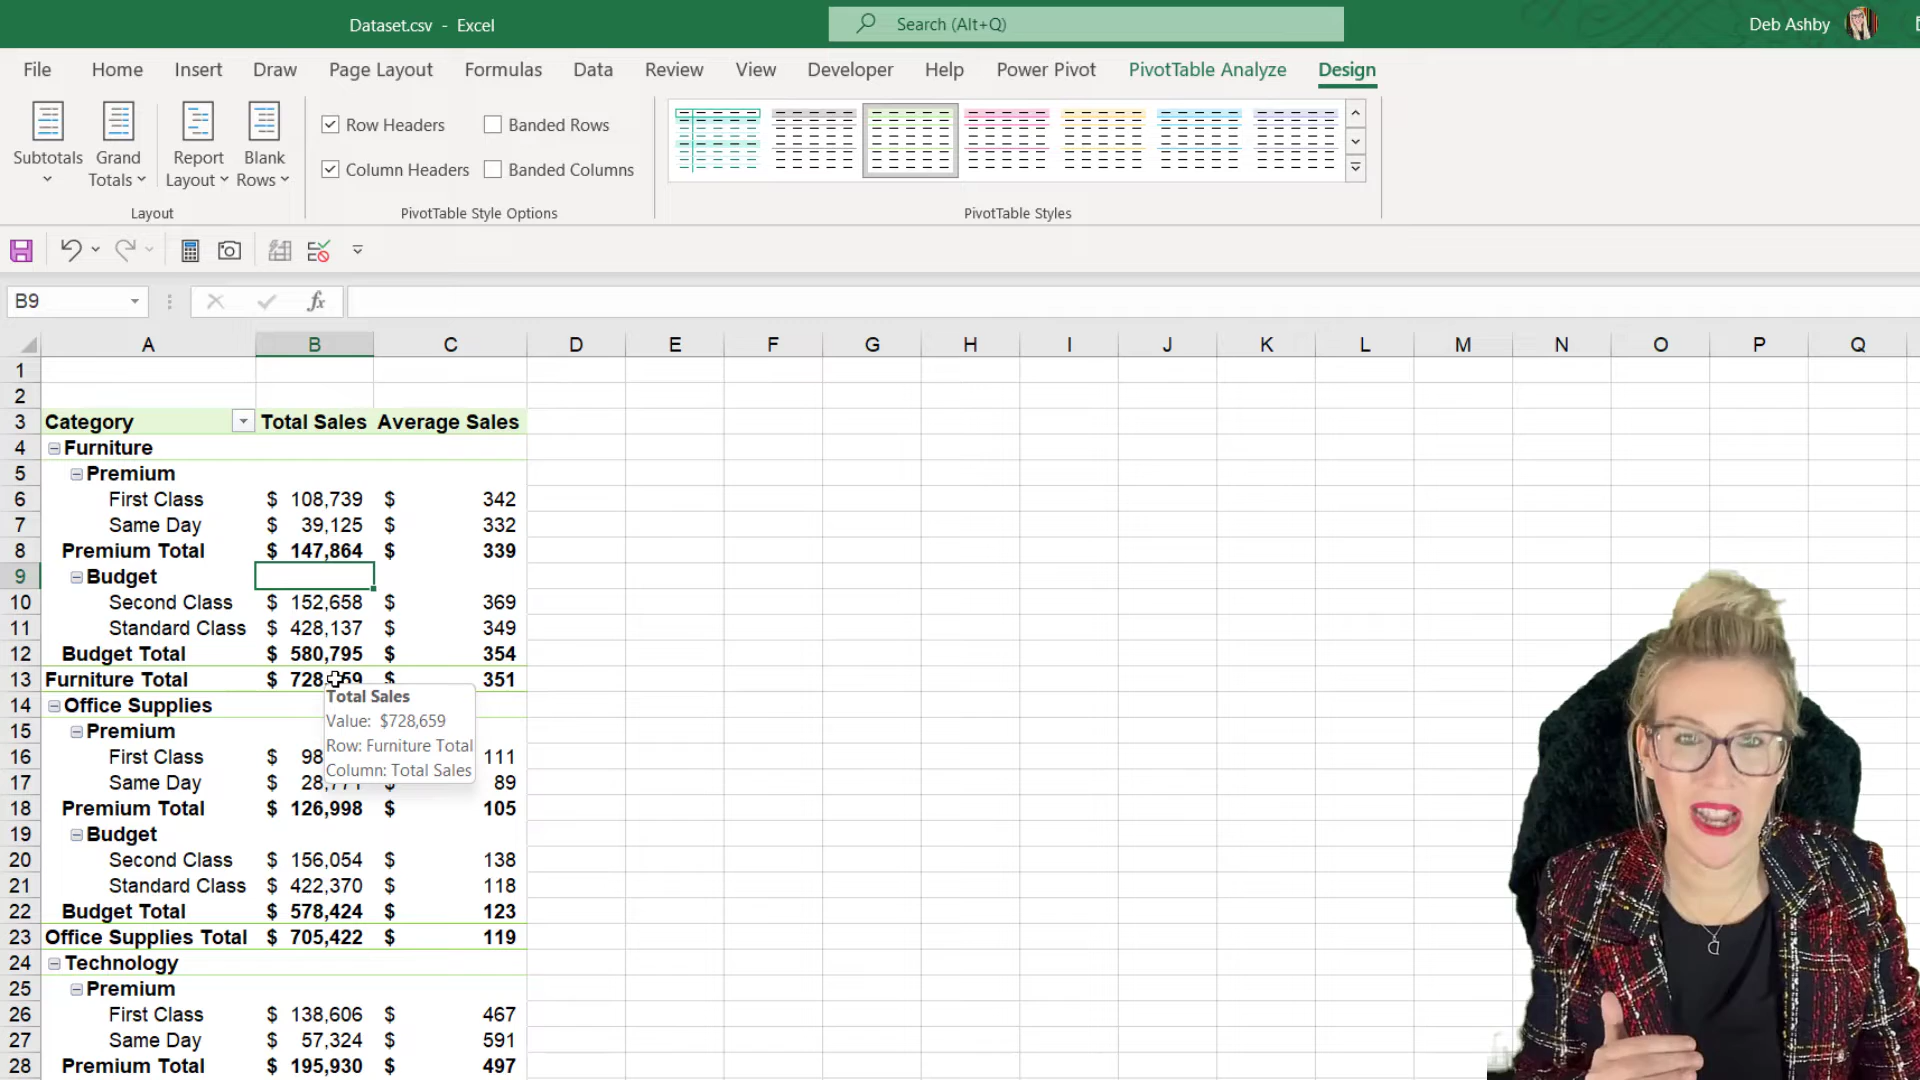 Dataset.csv - Excel
Search (Alt+Q)
Deb Ashby
File Home Insert Draw Page Layout Formulas Data Review View Developer Help Power Pivot PivotTable Analyze Design
Subtotals
Grand Totals
Report Layout
Blank Rows
Row Headers
Banded Rows
Column Headers
Banded Columns
Layout
PivotTable Style Options
PivotTable Styles
B9
fx
A B C D E F G H I J K L M N O P Q
1
2
3 Category Total Sales Average Sales
4 Furniture
5 Premium
6 First Class $ 108,739 $ 342
7 Same Day $ 39,125 $ 332
8 Premium Total $ 147,864 $ 339
9 Budget
10 Second Class $ 152,658 $ 369
11 Standard Class $ 428,137 $ 349
12 Budget Total $ 580,795 $ 354
13 Furniture Total $ 728, 59 $ 351
14 Office Supplies
Total Sales
Value: $728,659
Row: Furniture Total
Column: Total Sales
15 Premium
16 First Class $ 98 111
17 Same Day $ 28, $ 89
18 Premium Total $ 126,998 $ 105
19 Budget
20 Second Class $ 156,054 $ 138
21 Standard Class $ 422,370 $ 118
22 Budget Total $ 578,424 $ 123
23 Office Supplies Total $ 705,422 $ 119
24 Technology
25 Premium
26 First Class $ 138,606 $ 467
27 Same Day $ 57,324 $ 591
28 Premium Total $ 195,930 $ 497